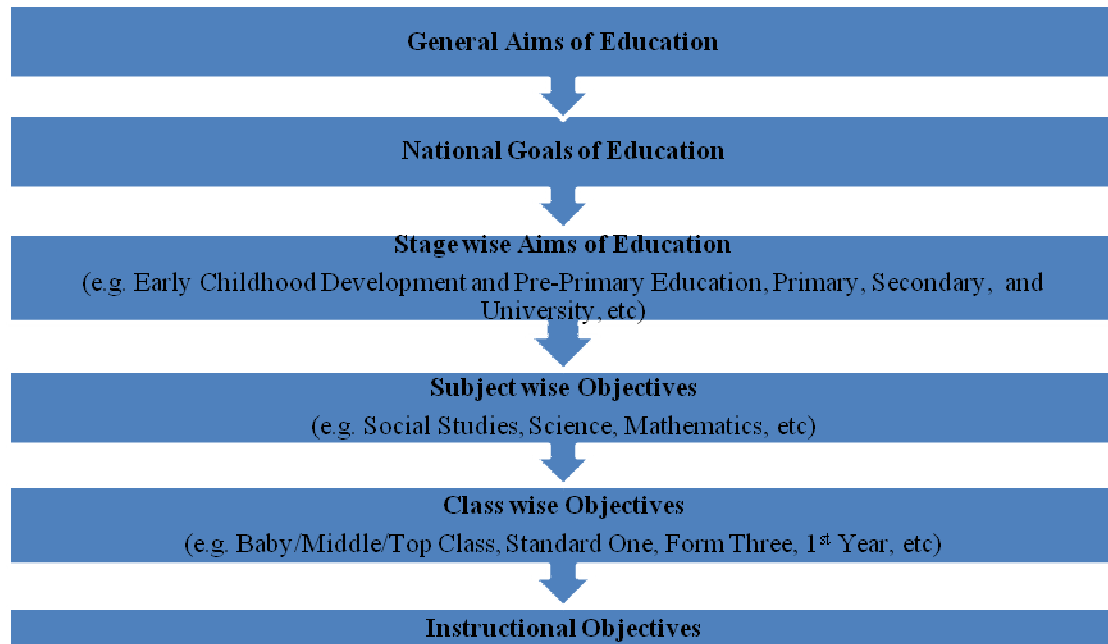 General Aims of Education
National Goals of Education
Stage wise Aims of Education
(e.g. Early Childhood Development and Pre-Primary Education, Primary, Secondary, and
University, etc)
Subject wise Objectives
(e.g. Social Studies, Science, Mathematics, etc)
Class wise Objectives
(e.g. Baby/Middle/Top Class, Standard One, Form Three, 1st Year, etc)
Instructional Objectives